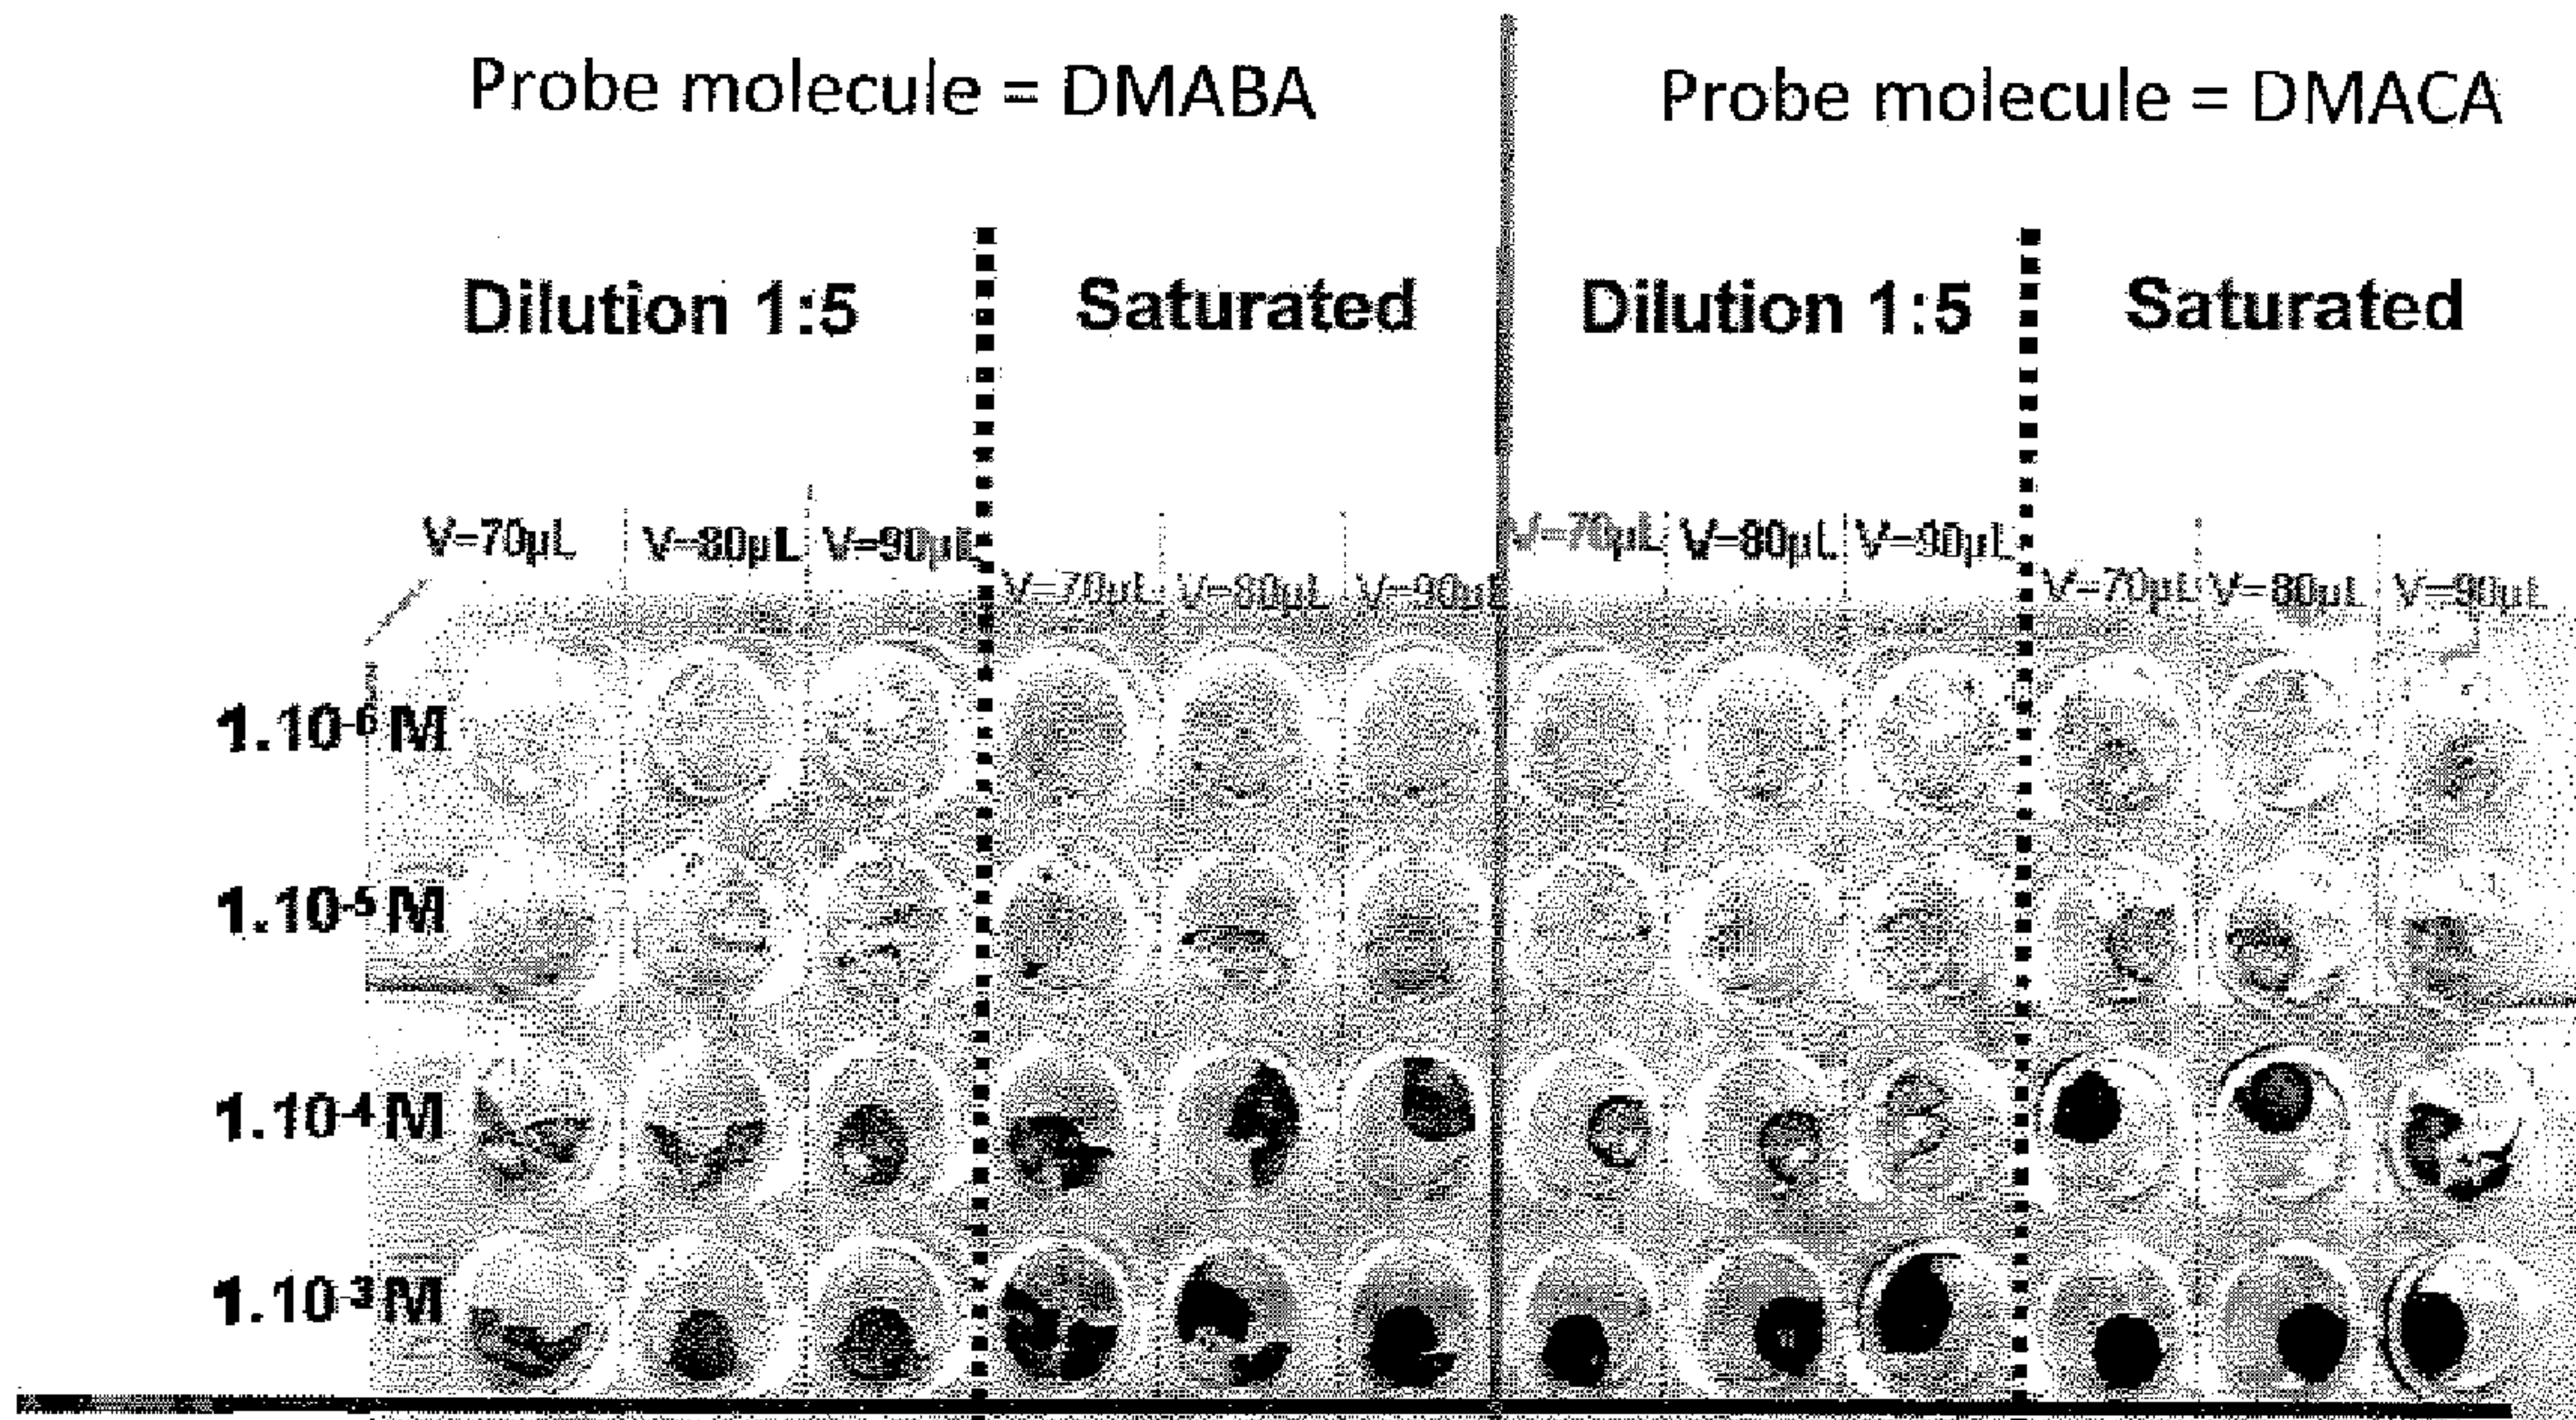 Probe molecule = DMABA Probe molecule = DMACA
Dilution 1:5 Saturated Dilution 1:5 Saturated
V=70µL V=80µL V=90µL V=70µL V=80µL V=90µL
V=70µL V=80µL V=90µL V=70µL V=80µL V=90µL
1.10-6 M
1.10-5 M
1.10-4 M
1.10-3 M